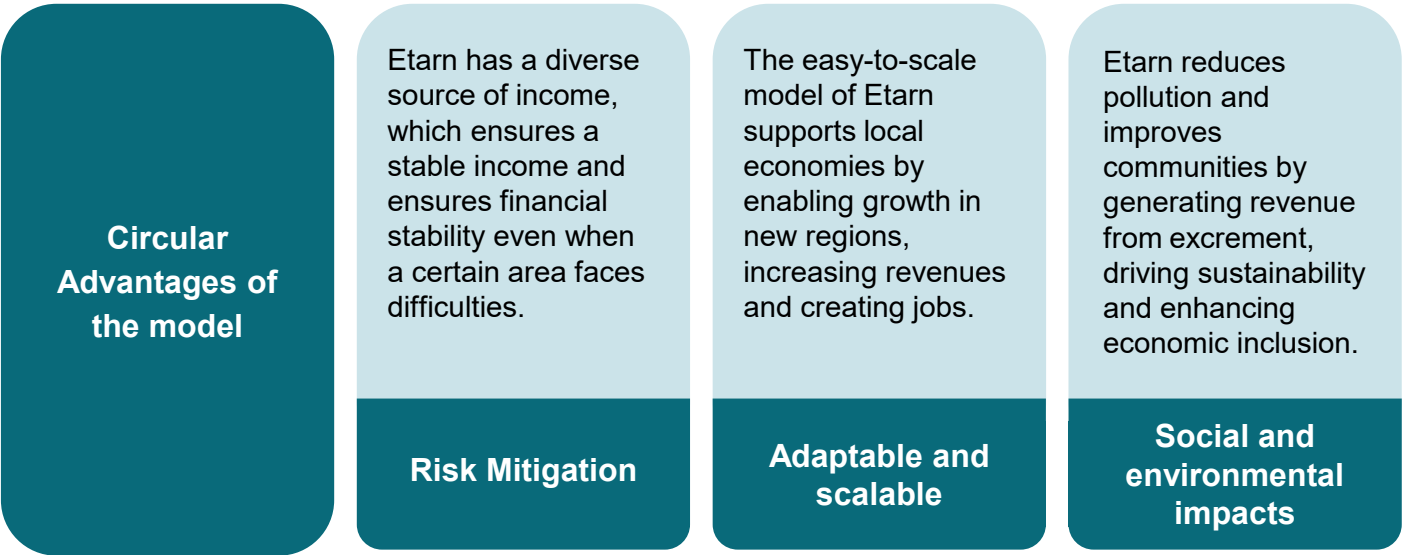 Circular
Advantages of
the model
Etarn has a diverse
source of income,
which ensures a
stable income and
ensures financial
stability even when
a certain area faces
difficulties.
Risk Mitigation
The easy-to-scale
model of Etarn
supports local
economies by
enabling growth in
new regions,
increasing revenues
and creating jobs.
Adaptable and
scalable
Etarn reduces
pollution and
improves
communities by
generating revenue
from excrement,
driving sustainability
and enhancing
economic inclusion.
Social and
environmental
impacts